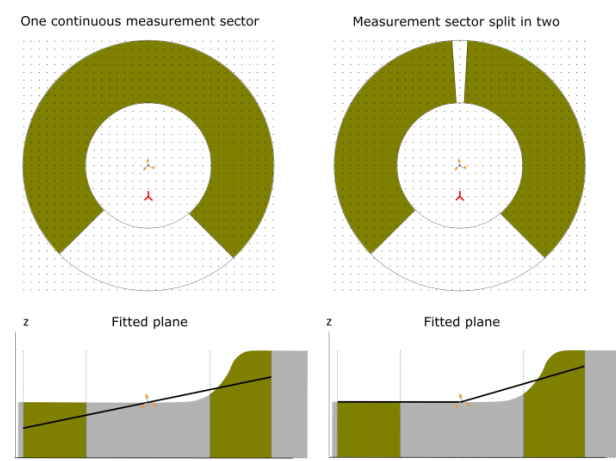 One continuous measurement sector
Measurement sector split in two
z
Fitted plane
z
Fitted plane